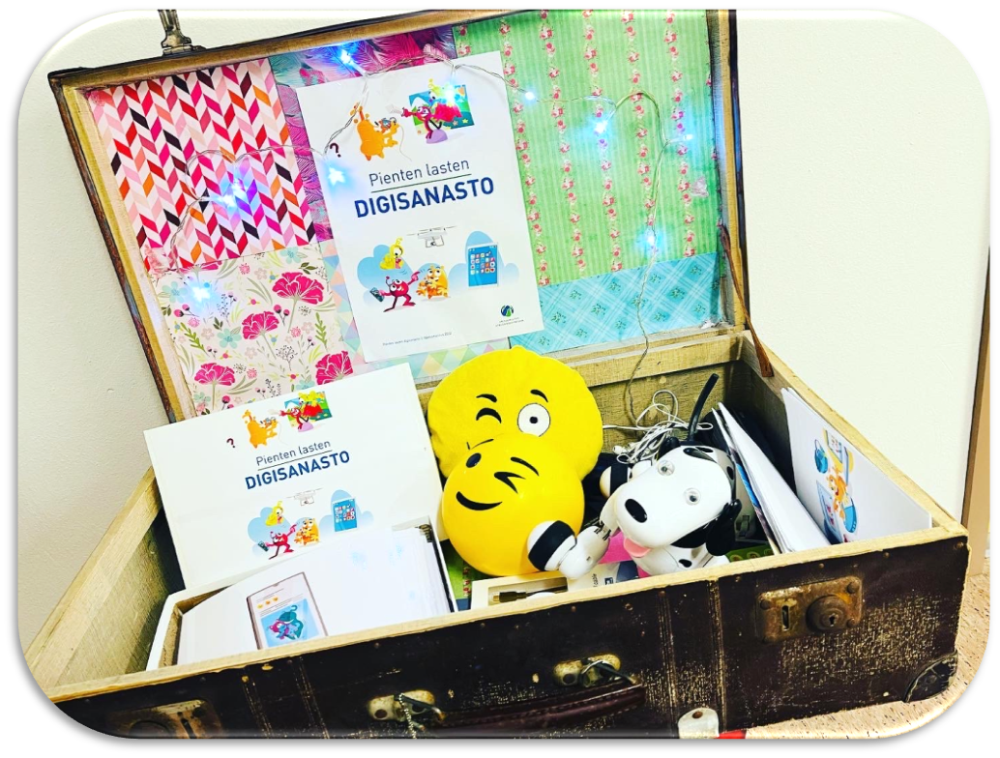 ?
Pienten lasten
DIGISANASTO
?
Pienten lasten
DIGISANASTO